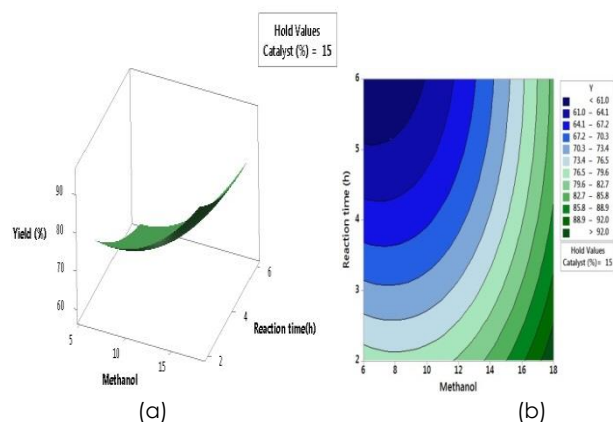 Hold Values
Catalyst (%) = 15
90
80
70
60
Yield (%)
5
10
15
Methanol
2
4
6
Reaction time(h)
(a)
6
5
4
3
2
Reaction time (h)
6 8 10 12 14 16 18
Methanol
Y
< 61.0
61.0 – 64.1
64.1 – 67.2
67.2 – 70.3
70.3 – 73.4
73.4 – 76.5
76.5 – 79.6
79.6 – 82.7
82.7 – 85.8
85.8 – 88.9
88.9 – 92.0
> 92.0
Hold Values
Catalyst (%) = 15
(b)